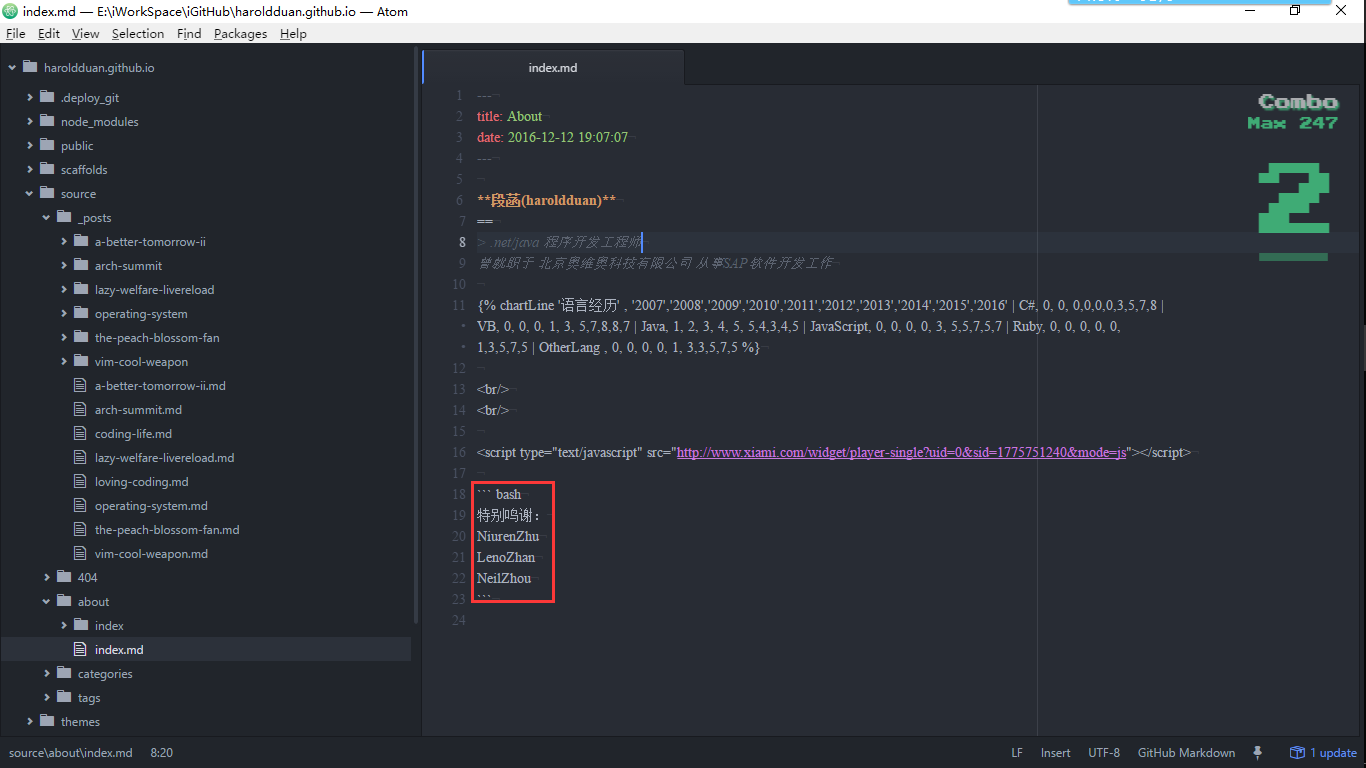 index.md — E:\iWorkSpace\iGitHub\haroldduan.github.io — Atom
File Edit View Selection Find Packages Help
haroldduan.github.io
.deploy_git
node_modules
public
scaffolds
source
_posts
a-better-tomorrow-ii
arch-summit
lazy-welfare-livereload
operating-system
the-peach-blossom-fan
vim-cool-weapon
a-better-tomorrow-ii.md
arch-summit.md
coding-life.md
lazy-welfare-livereload.md
loving-coding.md
operating-system.md
the-peach-blossom-fan.md
vim-cool-weapon.md
404
about
index
index.md
categories
tags
themes
index.md
1 ---
2 title: About
3 date: 2016-12-12 19:07:07
4 ---
5
6 **段菡(haroldduan)**
7 ==
8 > .net/java 程序开发工程师
9 曾就职于 北京奥维奥科技有限公司 从事SAP软件开发工作
10
11 {% chartLine '语言经历' , '2007','2008','2009','2010','2011','2012','2013','2014','2015','2016' | C#, 0, 0, 0,0,0,0,3,5,7,8 |
• VB, 0, 0, 0, 1, 3, 5,7,8,8,7 | Java, 1, 2, 3, 4, 5, 5,4,3,4,5 | JavaScript, 0, 0, 0, 0, 3, 5,5,7,5,7 | Ruby, 0, 0, 0, 0, 0,
• 1,3,5,7,5 | OtherLang , 0, 0, 0, 0, 1, 3,3,5,7,5 %}
12
13 <br/>
14 <br/>
15
16 <script type="text/javascript" src="http://www.xiami.com/widget/player-single?uid=0&sid=1775751240&mode=js"></script>
17
18 ``` bash
19 特别鸣谢：
20 NiurenZhu
21 LenoZhan
22 NeilZhou
23 ```
24
Combo
Max 247
2
source\about\index.md 8:20
LF Insert UTF-8 GitHub Markdown 1 update